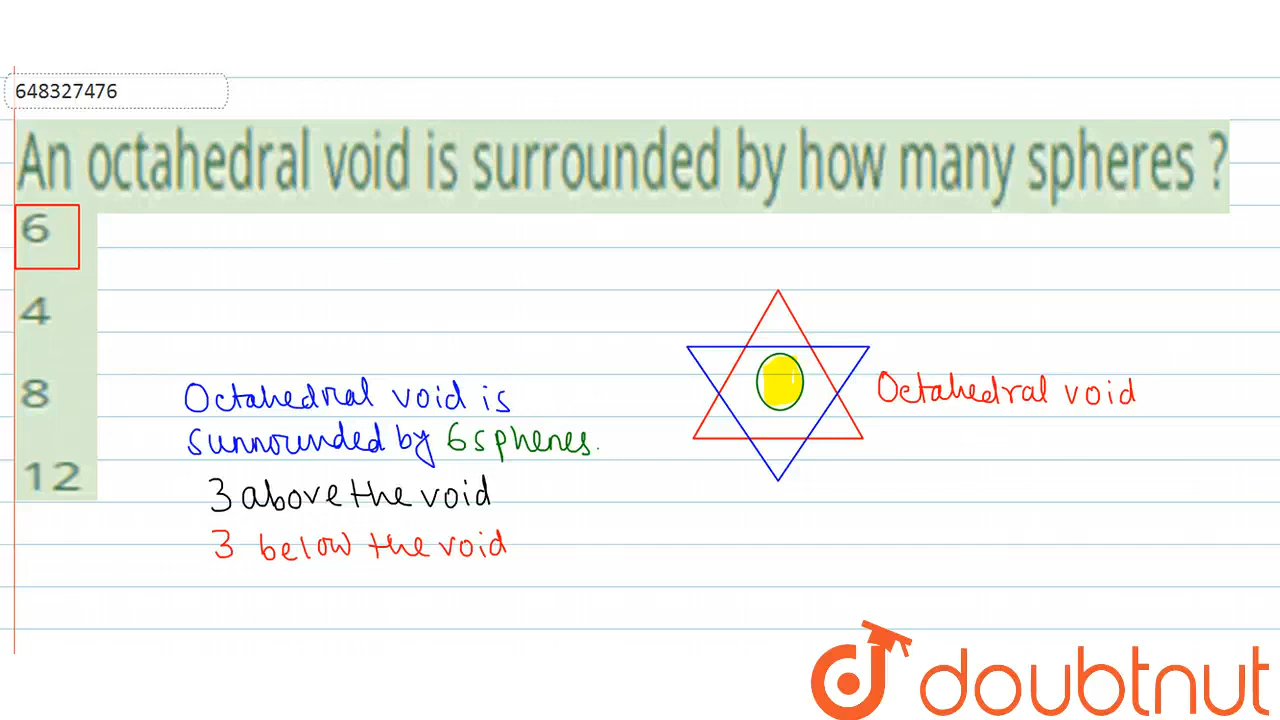 648327476
An octahedral void is surrounded by how many spheres ?
6
4
8
12
Octahedral void is
surrounded by 6 spheres.
3 above the void
3 below the void
Octahedral void
doubtnut